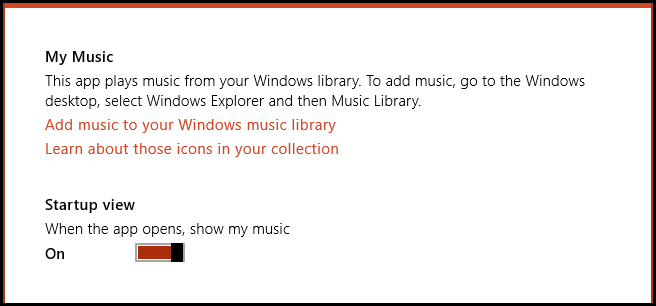 My Music
This app plays music from your Windows library. To add music, go to the Windows
desktop, select Windows Explorer and then Music Library.
Add music to your Windows music library
Learn about those icons in your collection
Startup view
When the app opens, show my music
On